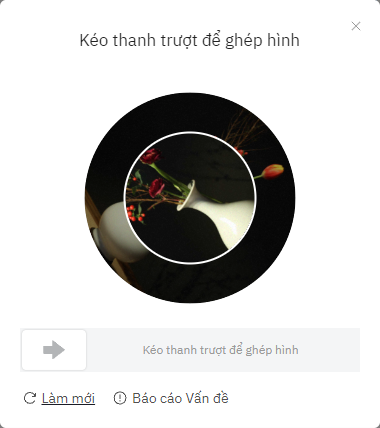 Kéo thanh trượt để ghép hình
Kéo thanh trượt để ghép hình
Làm mới
Báo cáo Vấn đề